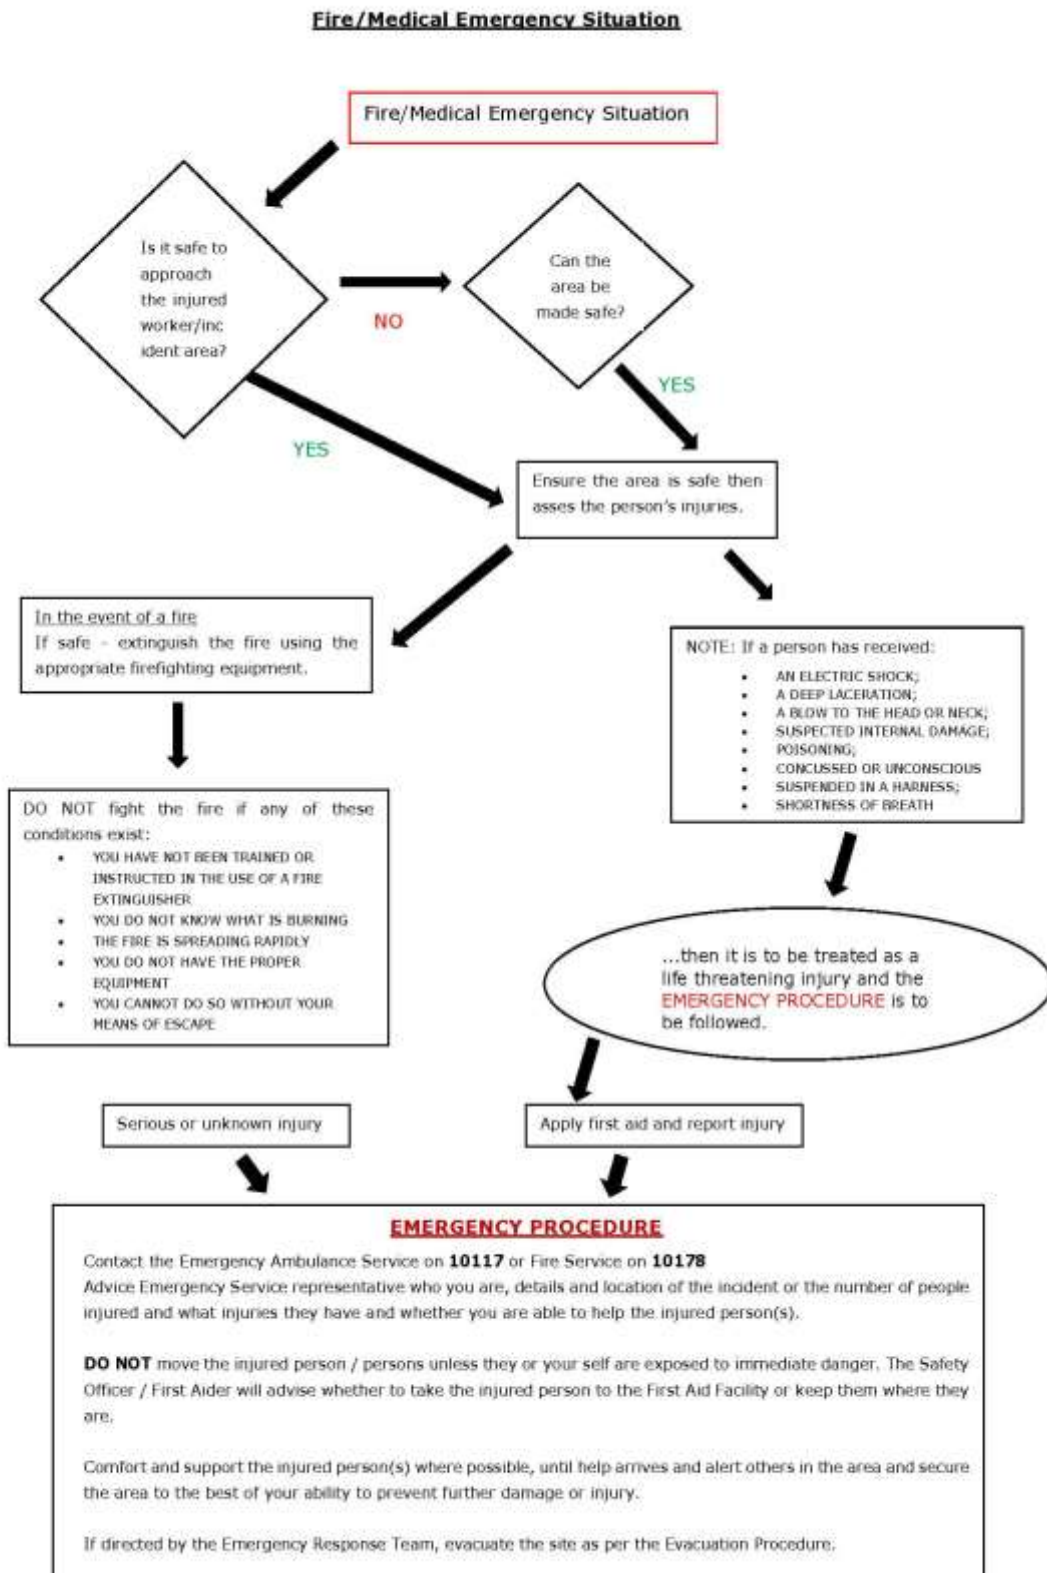 Fire/Medical Emergency Situation
Fire/Medical Emergency Situation
Is it safe to
approach
the injured
worker/inc
ident area?
NO
Can the
area be
made safe?
YES
YES
Ensure the area is safe then
asses the person's injuries.
In the event of a fire
If safe - extinguish the fire using the
appropriate firefighting equipment.
NOTE: If a person has received:
• AN ELECTRIC SHOCK;
• A DEEP LACERATION;
• A BLOW TO THE HEAD OR NECK;
• SUSPECTED INTERNAL DAMAGE;
• POISONING;
• CONCUSSED OR UNCONSCIOUS
• SUSPENDED IN A HARNESS;
• SHORTNESS OF BREATH
DO NOT fight the fire if any of these
conditions exist:
• YOU HAVE NOT BEEN TRAINED OR
INSTRUCTED IN THE USE OF A FIRE
EXTINGUISHER
• YOU DO NOT KNOW WHAT IS BURNING
• THE FIRE IS SPREADING RAPIDLY
• YOU DO NOT HAVE THE PROPER
EQUIPMENT
• YOU CANNOT DO SO WITHOUT YOUR
MEANS OF ESCAPE
...then it is to be treated as a
life threatening injury and the
EMERGENCY PROCEDURE is to
be followed.
Serious or unknown injury
Apply first aid and report injury
EMERGENCY PROCEDURE
Contact the Emergency Ambulance Service on 10117 or Fire Service on 10178
Advice Emergency Service representative who you are, details and location of the incident or the number of people
injured and what injuries they have and whether you are able to help the injured person(s).
DO NOT move the injured person / persons unless they or your self are exposed to immediate danger. The Safety
Officer / First Aider will advise whether to take the injured person to the First Aid Facility or keep them where they
are.
Comfort and support the injured person(s) where possible, until help arrives and alert others in the area and secure
the area to the best of your ability to prevent further damage or injury.
If directed by the Emergency Response Team, evacuate the site as per the Evacuation Procedure.